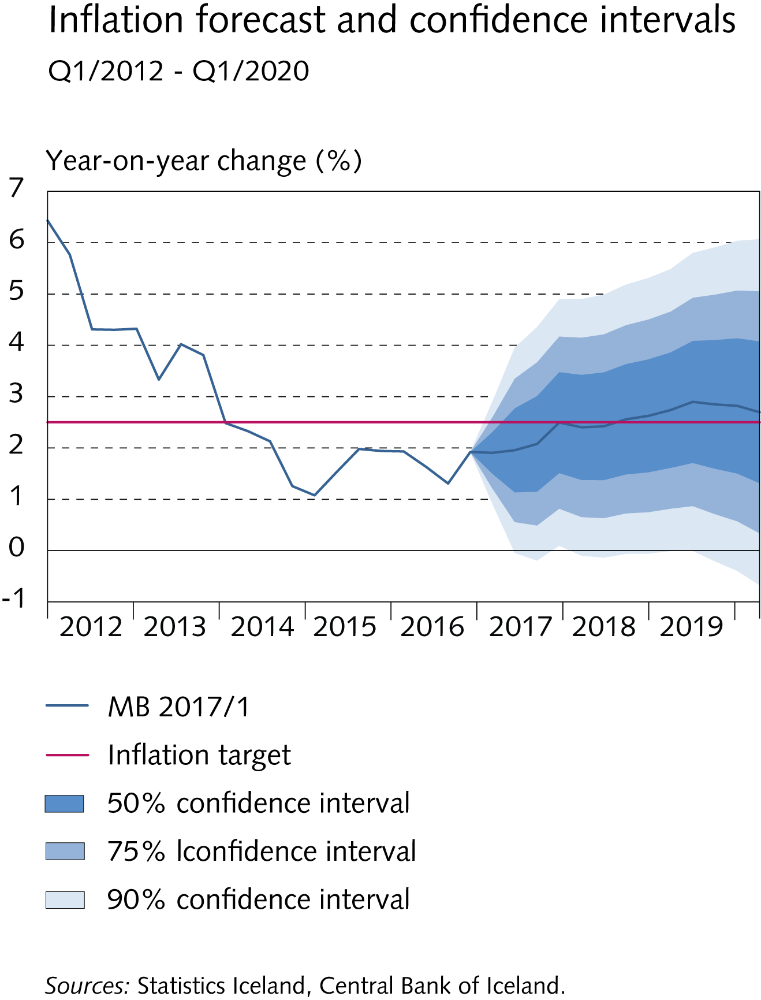 Inflation forecast and confidence intervals
Q1/2012 - Q1/2020
Year-on-year change (%)
7
6
5
4
3
2
1
0
-1
2012 2013 2014 2015 2016 2017 2018 2019
MB 2017/1
Inflation target
50% confidence interval
75% lconfidence interval
90% confidence interval
Sources: Statistics Iceland, Central Bank of Iceland.